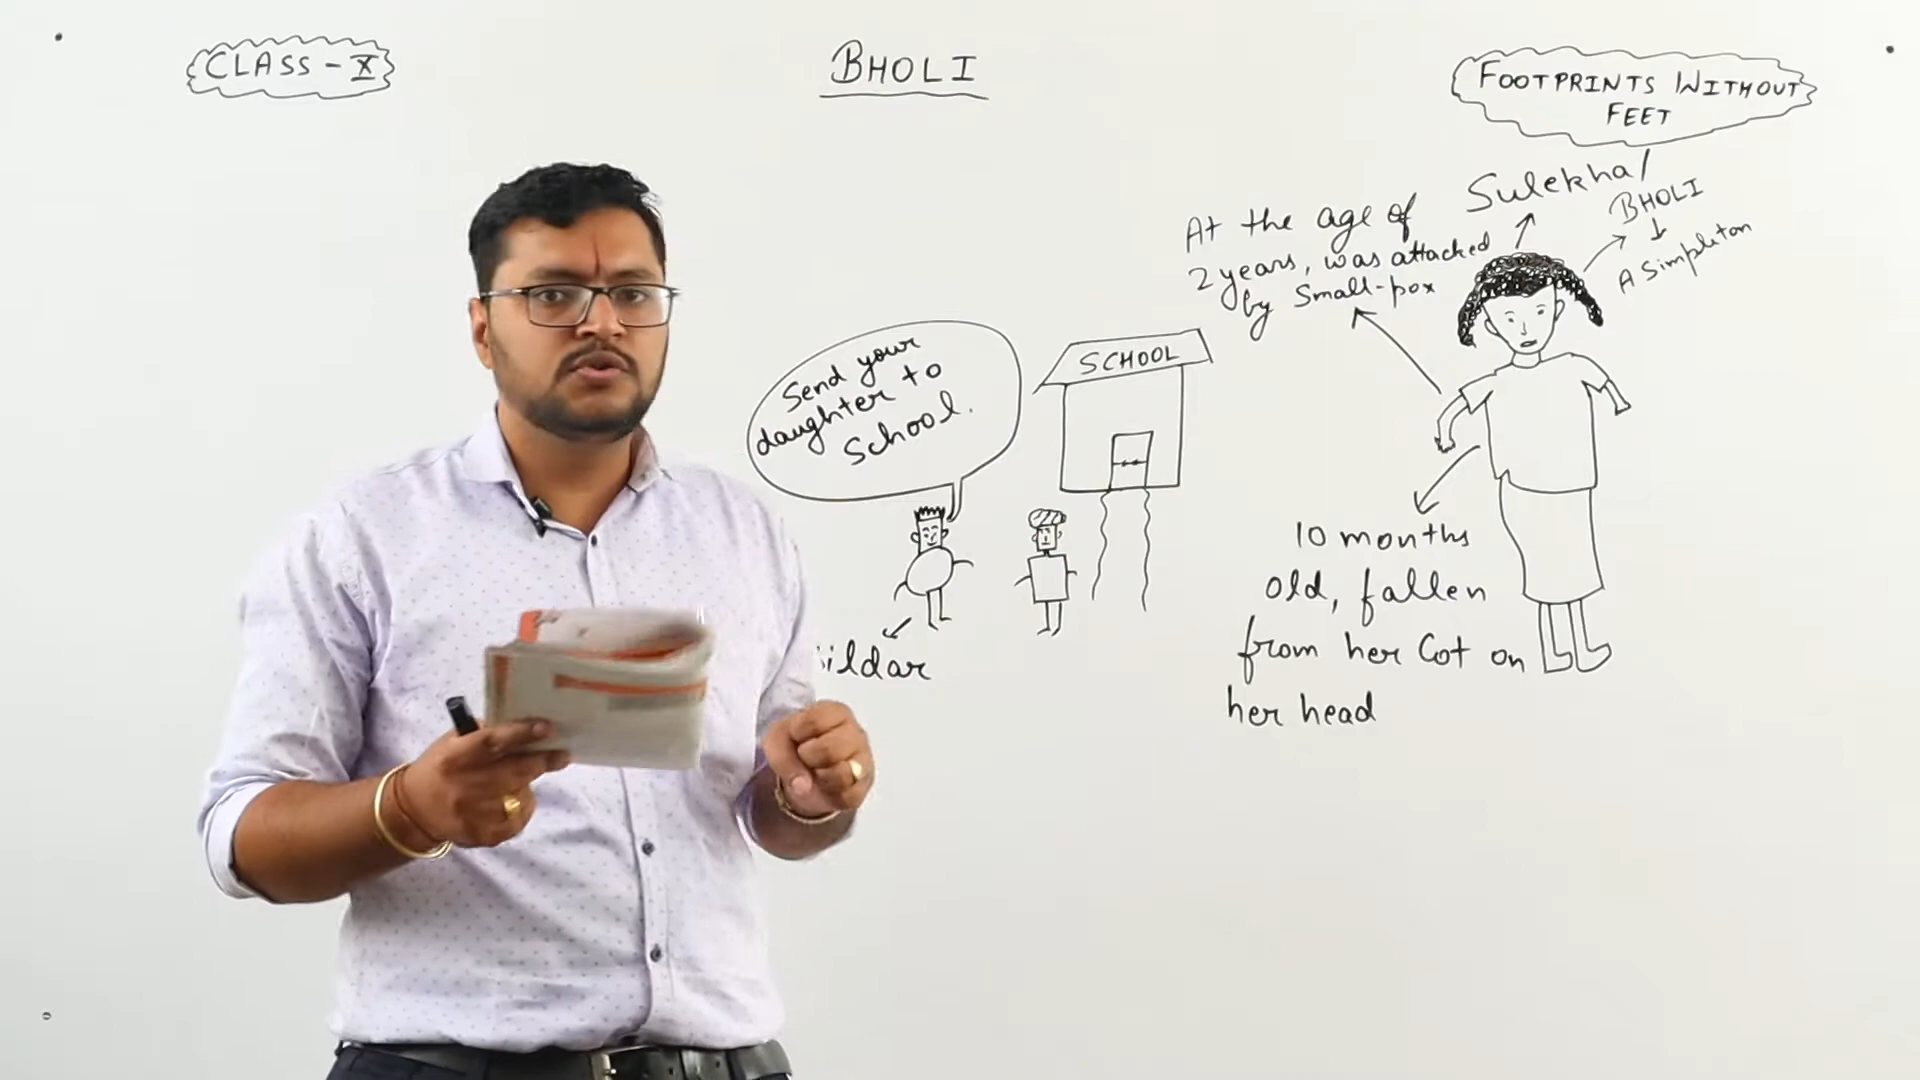 CLASS - X
BHOLI
FOOTPRINTS WITHOUT
FEET
Sulekha/
BHOLI
A Simpleton
At the age of
2 years, was attacked
by Small-pox
Send your
daughter to
School.
SCHOOL
ildar
10 months
old, fallen
from her Cot on
her head